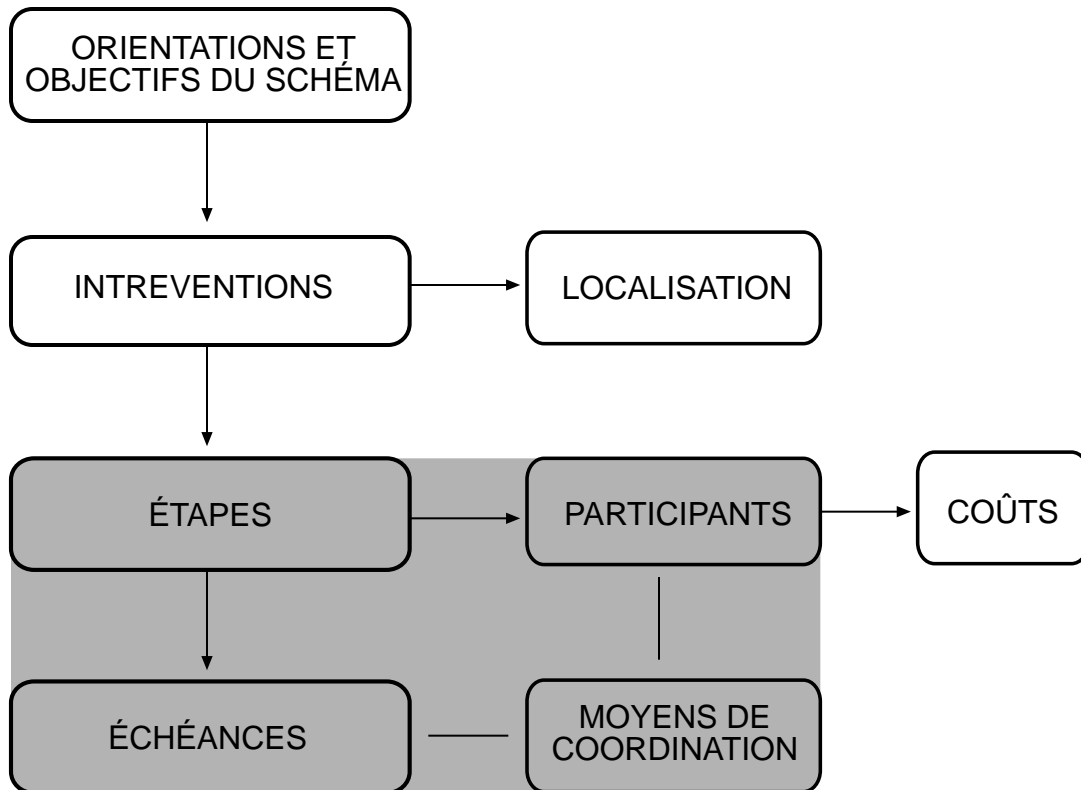 ORIENTATIONS ET
OBJECTIFS DU SCHÉMA
INTREVENTIONS
LOCALISATION
ÉTAPES
PARTICIPANTS
COÛTS
ÉCHÉANCES
MOYENS DE
COORDINATION